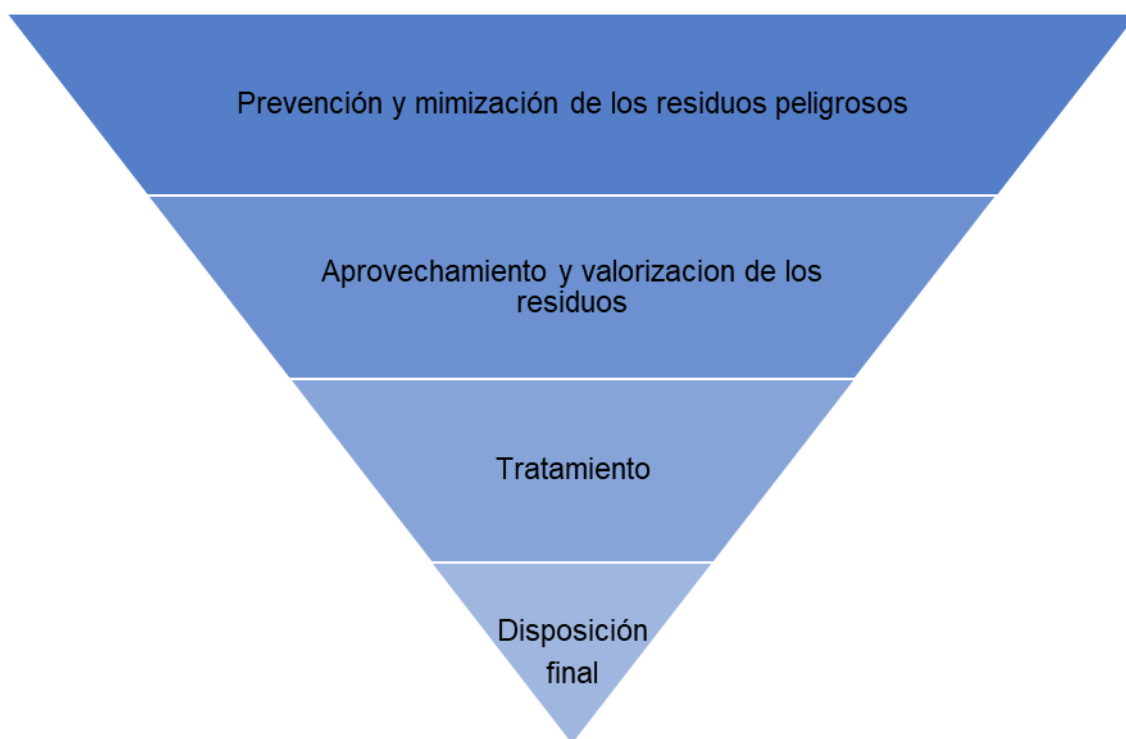 Prevención y mimización de los residuos peligrosos
Aprovechamiento y valorizacion de los
residuos
Tratamiento
Disposición
final